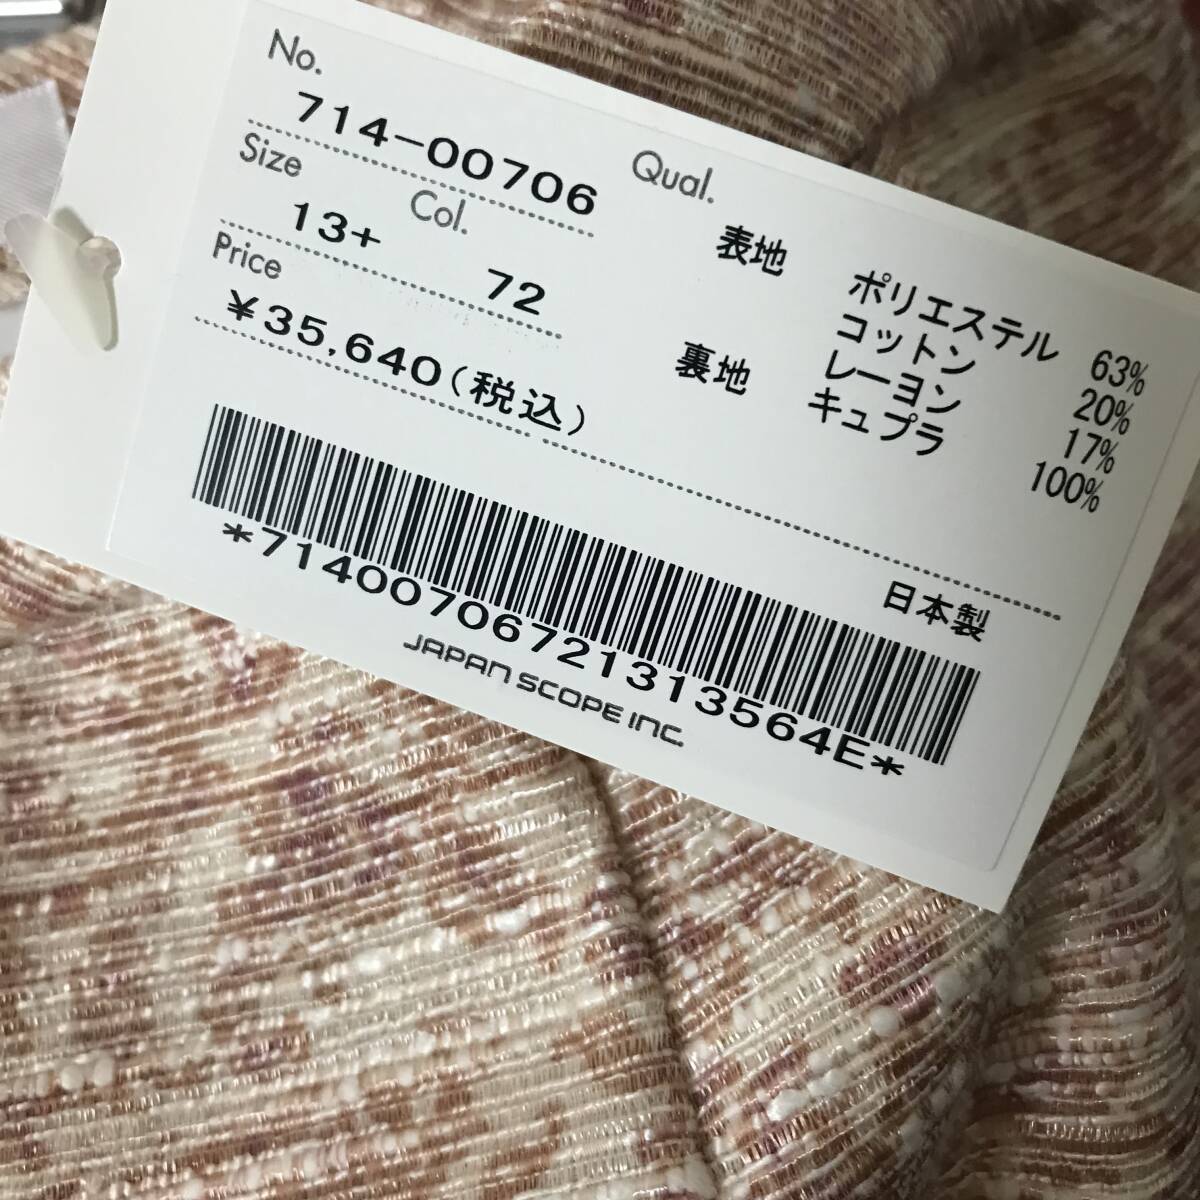 No.
714-00706
Size
Col.
13+
72
Price
¥35,640(税込)
Qual.
表地 ポリエステル 63%
コットン 20%
レーヨン 17%
裏地 キュプラ 100%
日本製
*71400706721313564E*
JAPAN SCOPE INC.